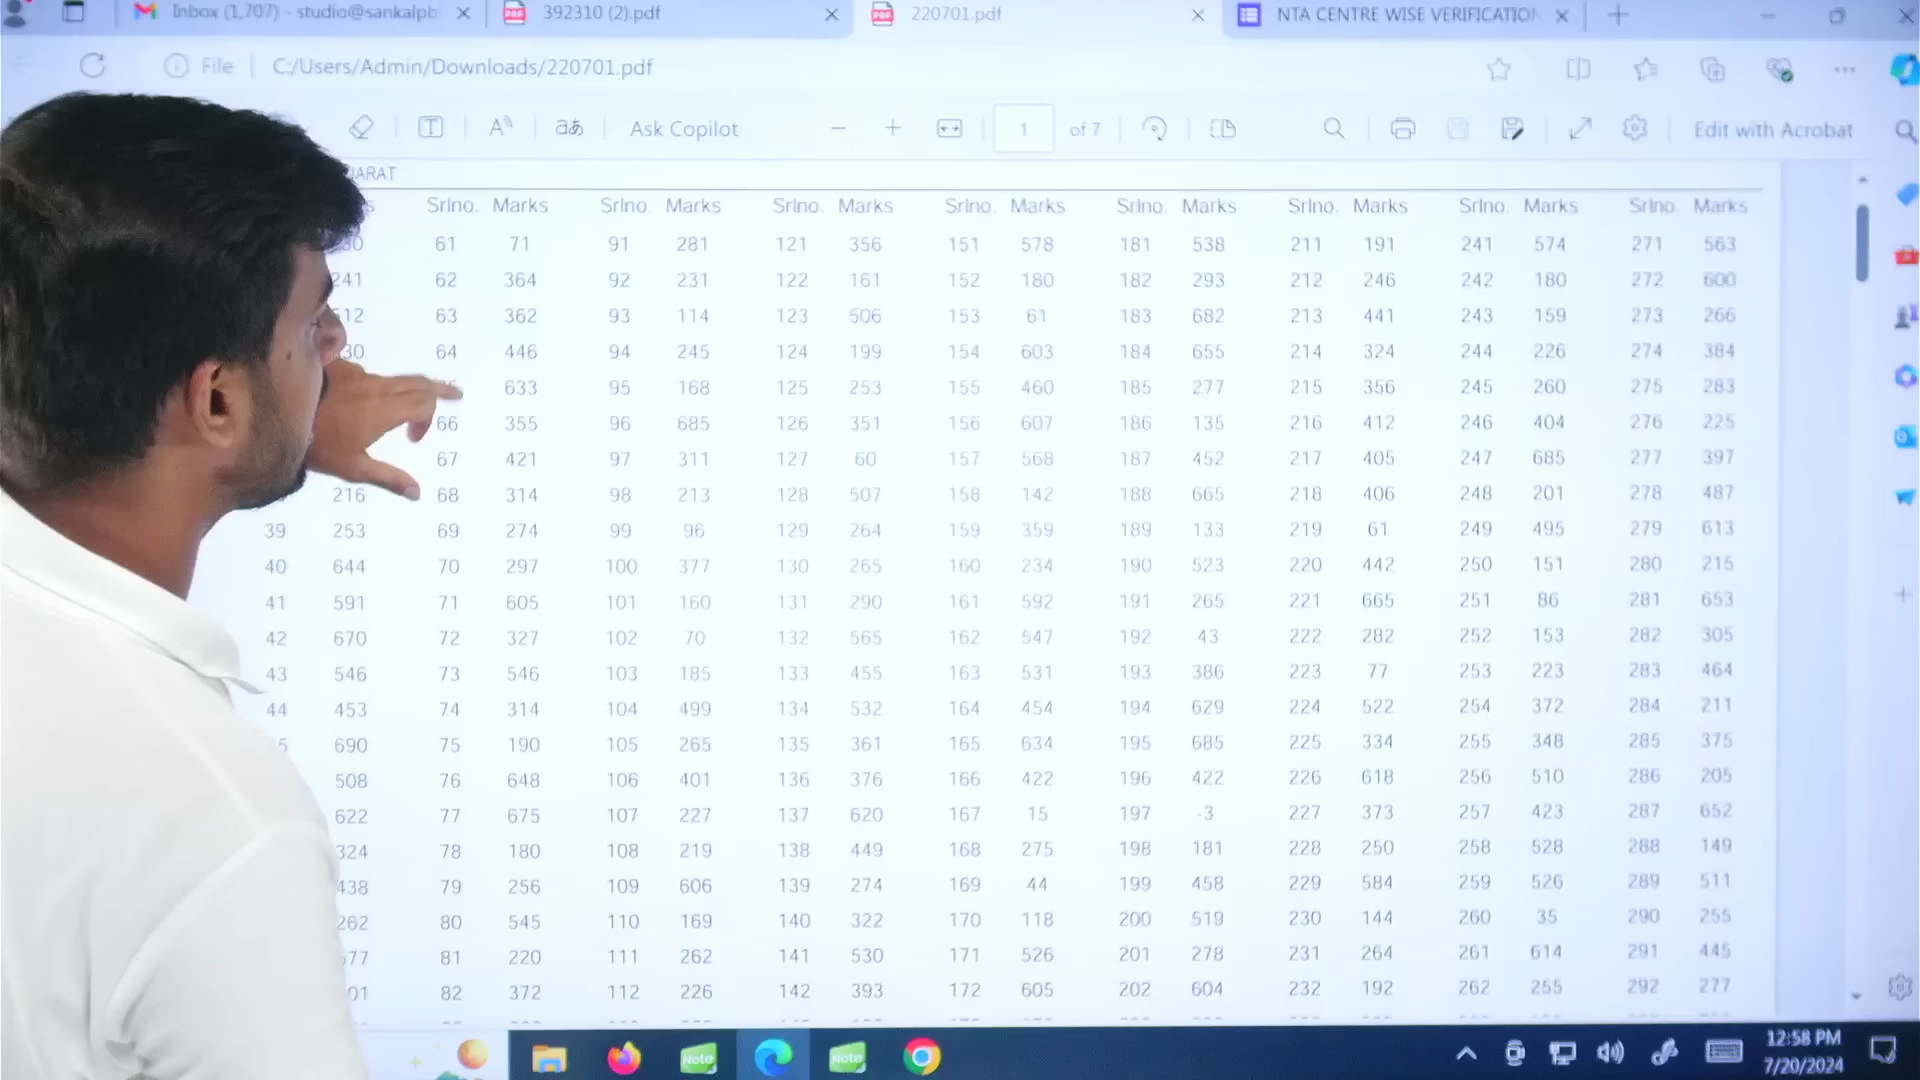 Inbox (1,707) - studio@sankalpb
392310 (2).pdf
220701.pdf
NTA CENTRE WISE VERIFICATION
File
C:/Users/Admin/Downloads/220701.pdf
Ask Copilot
1 of 7
Edit with Acrobat
JARAT
Srlno. Marks Srlno. Marks Srlno. Marks Srlno. Marks Srlno. Marks Srlno. Marks Srlno. Marks Srlno Marks
61 71 91 281 121 356 151 578 181 538 211 191 241 574 271 563
241 62 364 92 231 122 161 152 180 182 293 212 246 242 180 272 600
512 63 362 93 114 123 506 153 61 183 682 213 441 243 159 273 266
30 64 446 94 245 124 199 154 603 184 655 214 324 244 226 274 384
633 95 168 125 253 155 460 185 277 215 356 245 260 275 283
66 355 96 685 126 351 156 607 186 135 216 412 246 404 276 225
67 421 97 311 127 60 157 568 187 452 217 405 247 685 277 397
216 68 314 98 213 128 507 158 142 188 665 218 406 248 201 278 487
39 253 69 274 99 96 129 264 159 359 189 133 219 61 249 495 279 613
40 644 70 297 100 377 130 265 160 234 190 523 220 442 250 151 280 215
41 591 71 605 101 160 131 290 161 592 191 265 221 665 251 86 281 653
42 670 72 327 102 70 132 565 162 547 192 43 222 282 252 153 282 305
43 546 73 546 103 185 133 455 163 531 193 386 223 77 253 223 283 464
44 453 74 314 104 499 134 532 164 454 194 629 224 522 254 372 284 211
5 690 75 190 105 265 135 361 165 634 195 685 225 334 255 348 285 375
508 76 648 106 401 136 376 166 422 196 422 226 618 256 510 286 205
622 77 675 107 227 137 620 167 15 197 -3 227 373 257 423 287 652
324 78 180 108 219 138 449 168 275 198 181 228 250 258 528 288 149
438 79 256 109 606 139 274 169 44 199 458 229 584 259 526 289 511
262 80 545 110 169 140 322 170 118 200 519 230 144 260 35 290 255
77 81 220 111 262 141 530 171 526 201 278 231 264 261 614 291 445
01 82 372 112 226 142 393 172 605 202 604 232 192 262 255 292 277
Note
Note
12:58 PM
7/20/2024